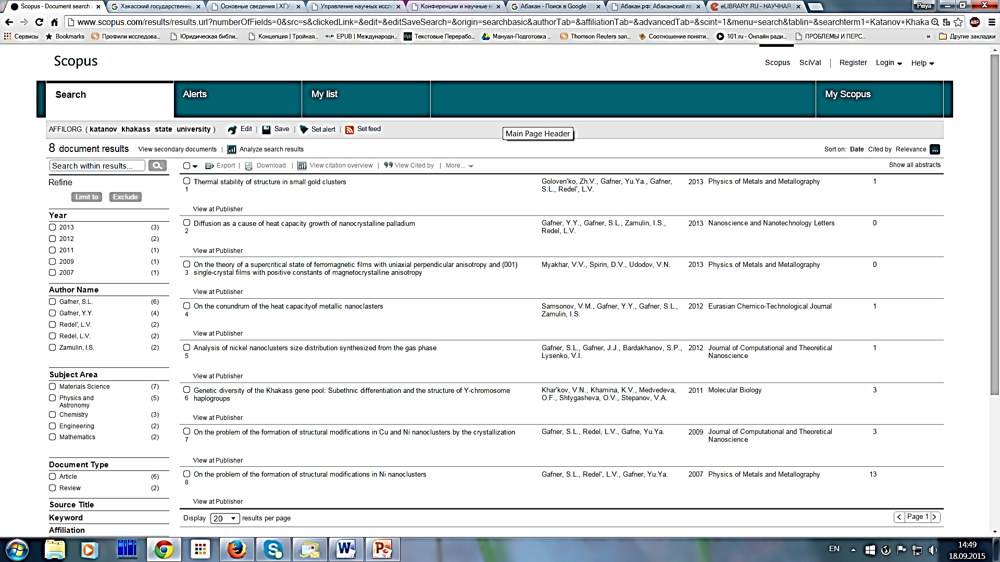 Scopus - Document search
Хакасский государственнь
Основные сведения | ХГУ
Управление научных иссл
Конференции и научные м
Абакан - Поиск в Google
Абакан.рф: Абаканский го
eLIBRARY.RU - НАУЧНАЯ
Pisya
www.scopus.com/results/results.url?numberOfFields=0&src=s&clickedLink=&edit=&editSaveSearch=&origin=searchbasic&authorTab=&affiliationTab=&advancedTab=&scint=1&menu=search&tablin=&searchterm1=Katanov+Khaka
ABP
Сервисы
Bookmarks
Профили исследова...
Юридическая библи...
Концепция | Тройная...
EPUB | Международн...
Текстовые Перерабо...
Мануал-Подготовка ...
Thomson Reuters зап...
Соотношение поняти...
101.ru - Онлайн ради...
ПРОБЛЕМЫ И ПЕРС...
»
Другие закладки
Scopus
Scopus SciVal | Register Login Help
Search
Alerts
My list
My Scopus
AFFILORG ( katanov khakass state university ) Edit | Save | Set alert | Set feed
Main Page Header
8 document results View secondary documents | Analyze search results
Sort on: Date Cited by Relevance ...
Search within results...
Export | Download | View citation overview | View Cited by | More...
Show all abstracts
Refine
Limit to Exclude
Year
2013 (3)
2012 (2)
2011 (1)
2009 (1)
2007 (1)
Author Name
Gafner, S.L. (6)
Gafner, Y.Y. (4)
Redel', L.V. (2)
Redel, L.V. (2)
Zamulin, I.S. (2)
Subject Area
Materials Science (7)
Physics and (5)
Astronomy
Chemistry (3)
Engineering (2)
Mathematics (2)
Document Type
Article (6)
Review (2)
Source Title
Keyword
Affiliation
Thermal stability of structure in small gold clusters Goloven'ko, Zh.V., Gafner, Yu.Ya., Gafner, 2013 Physics of Metals and Metallography 1
1 S.L., Redel', L.V.
View at Publisher
Diffusion as a cause of heat capacity growth of nanocrystalline palladium Gafner, Y.Y., Gafner, S.L., Zamulin, I.S., 2013 Nanoscience and Nanotechnology Letters 0
2 Redel, L.V.
View at Publisher
On the theory of a supercritical state of ferromagnetic films with uniaxial perpendicular anisotropy and (001) Myakhar, V.V., Spirin, D.V., Udodov, V.N. 2013 Physics of Metals and Metallography 0
3 single-crystal films with positive constants of magnetocrystalline anisotropy
View at Publisher
On the conundrum of the heat capacityof metallic nanoclasters Samsonov, V.M., Gafner, Y.Y., Gafner, S.L., 2012 Eurasian Chemico-Technological Journal 1
4 Zamulin, I.S.
View at Publisher
Analysis of nickel nanoclusters size distribution synthesized from the gas phase Gafner, S.L., Gafner, J.J., Bardakhanov, S.P., 2012 Journal of Computational and Theoretical 1
5 Lysenko, V.I. Nanoscience
View at Publisher
Genetic diversity of the Khakass gene pool: Subethnic differentiation and the structure of Y-chromosome Khar'kov, V.N., Khamina, K.V., Medvedeva, 2011 Molecular Biology 3
6 haplogroups O.F., Shtygasheva, O.V., Stepanov, V.A.
View at Publisher
On the problem of the formation of structural modifications in Cu and Ni nanoclusters by the crystallization Gafner, S.L., Redel, L.V., Gafne, Yu.Ya. 2009 Journal of Computational and Theoretical 3
7 Nanoscience
View at Publisher
On the problem of the formation of structural modifications in Ni nanoclusters Gafner, S.L., Redel', L.V., Gafner, Yu.Ya. 2007 Physics of Metals and Metallography 13
8
View at Publisher
Display 20 results per page
Page 1
EN
14:49
18.09.2015